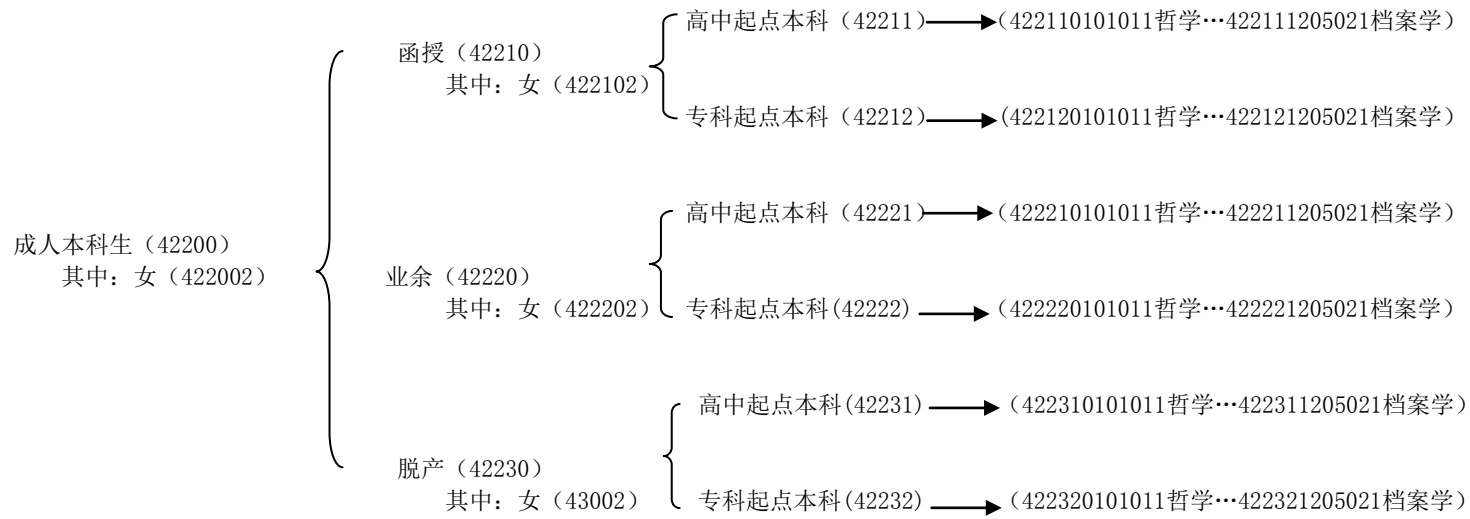 成人本科生（42200）
其中：女（422002）
函授（42210）
其中：女（422102）
高中起点本科（42211）
（422110101011哲学…422111205021档案学）
专科起点本科（42212）
（422120101011哲学…422121205021档案学）
业余（42220）
其中：女（422202）
高中起点本科（42221）
（422210101011哲学…422211205021档案学）
专科起点本科(42222)
（422220101011哲学…422221205021档案学）
脱产（42230）
其中：女（43002）
高中起点本科(42231)
（422310101011哲学…422311205021档案学）
专科起点本科(42232)
（422320101011哲学…422321205021档案学）